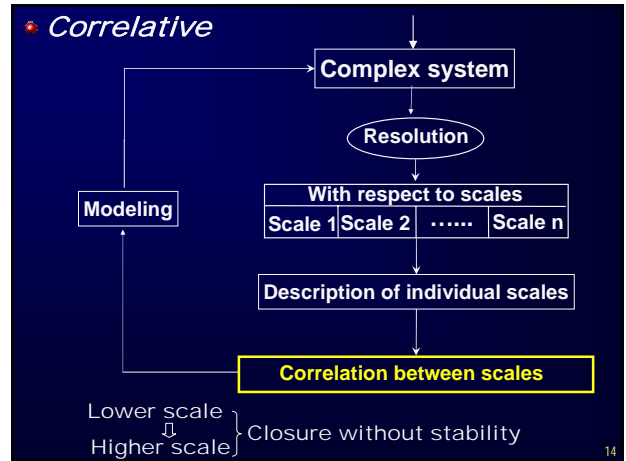 Correlative
Complex system
Resolution
With respect to scales
Scale 1 Scale 2 …... Scale n
Modeling
Description of individual scales
Correlation between scales
Lower scale
⇩
Higher scale
} Closure without stability
14